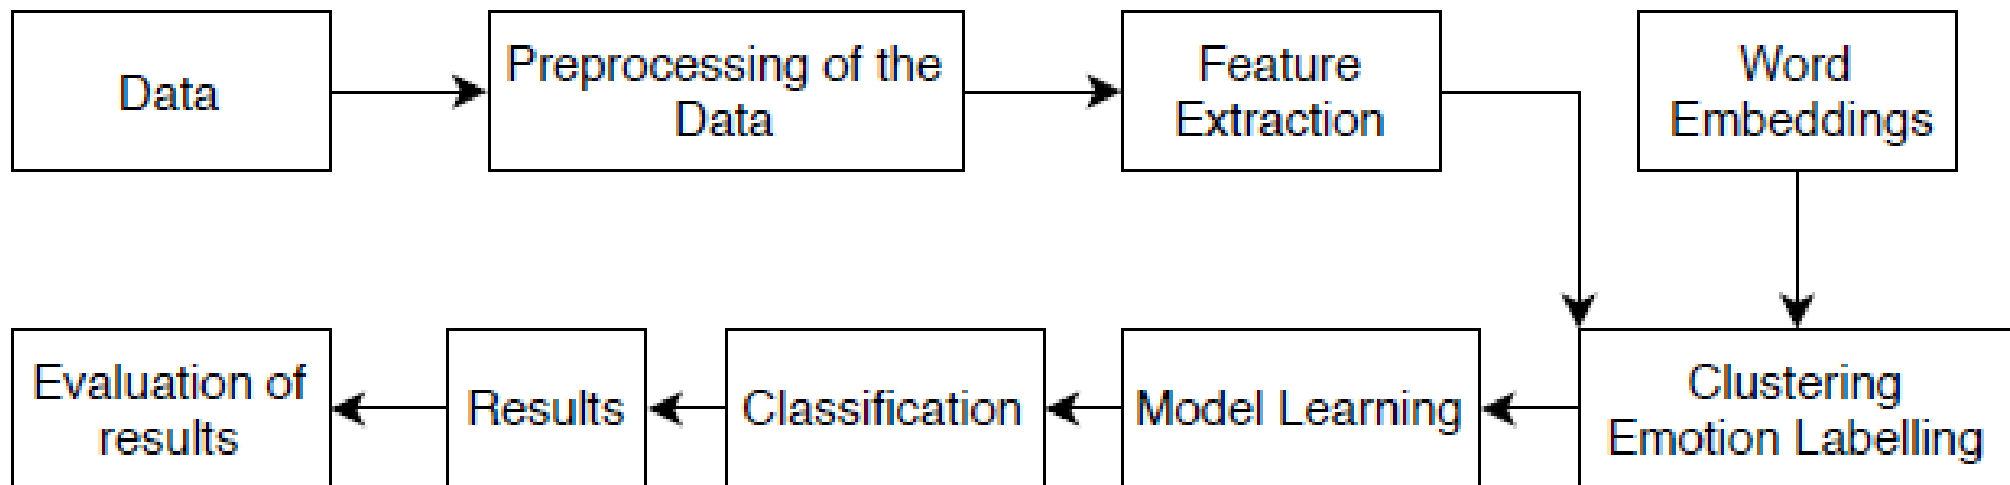 Data
Preprocessing of the
Data
Feature
Extraction
Word
Embeddings
Evaluation of
results
Results
Classification
Model Learning
Clustering
Emotion Labelling